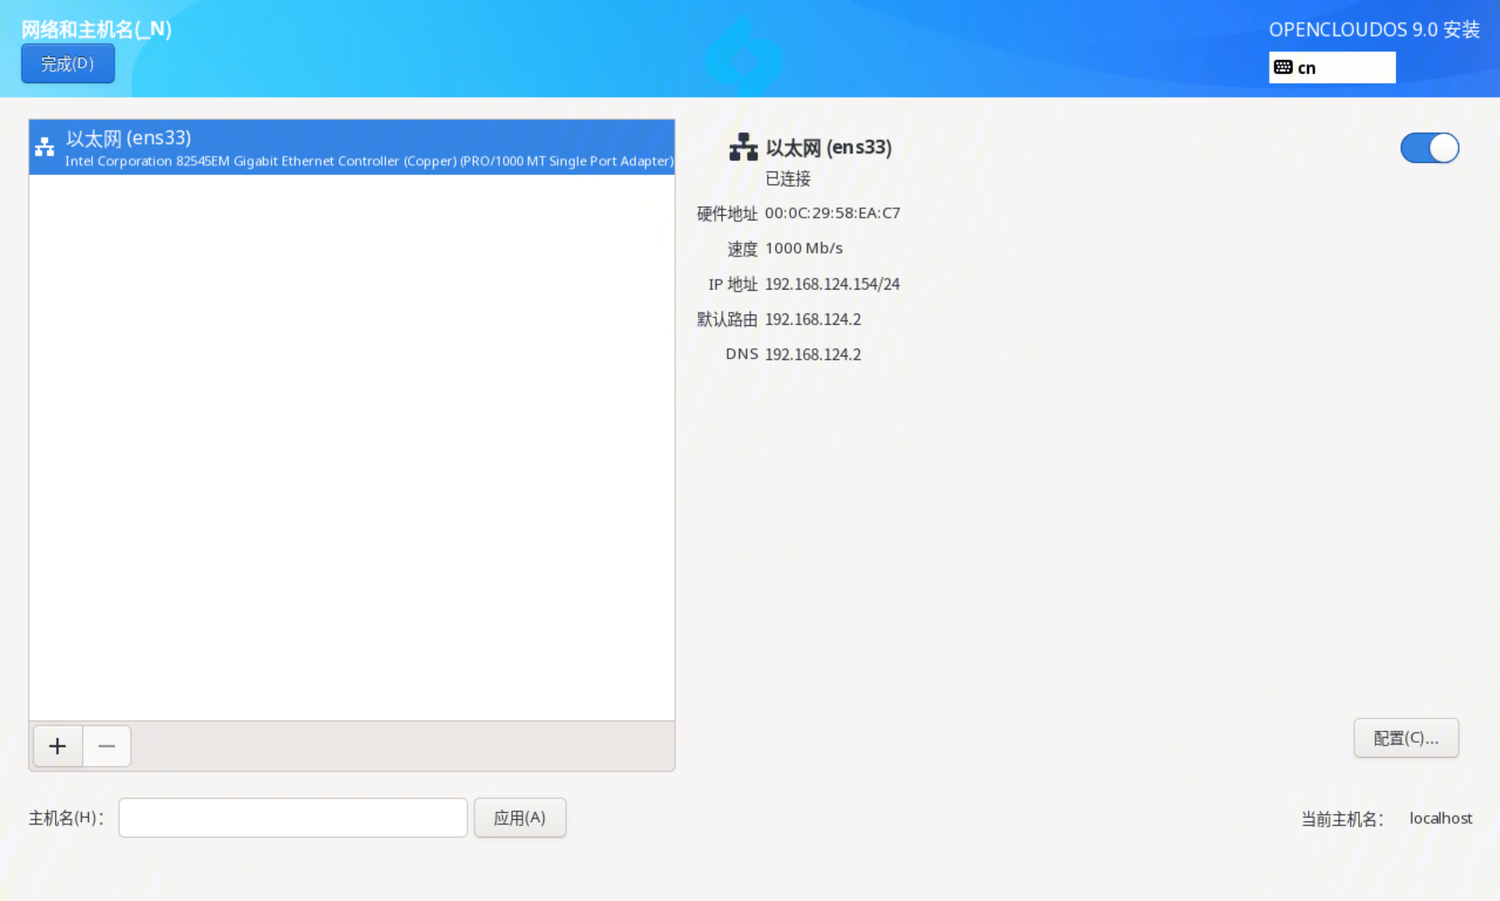 网络和主机名(_N)
完成(D)
OPENCLOUDOS 9.0 安装
cn
以太网 (ens33)
Intel Corporation 82545EM Gigabit Ethernet Controller (Copper) (PRO/1000 MT Single Port Adapter)
以太网 (ens33)
已连接
硬件地址 00:0C:29:58:EA:C7
速度 1000 Mb/s
IP 地址 192.168.124.154/24
默认路由 192.168.124.2
DNS 192.168.124.2
配置(C)...
主机名(H)：
应用(A)
当前主机名： localhost